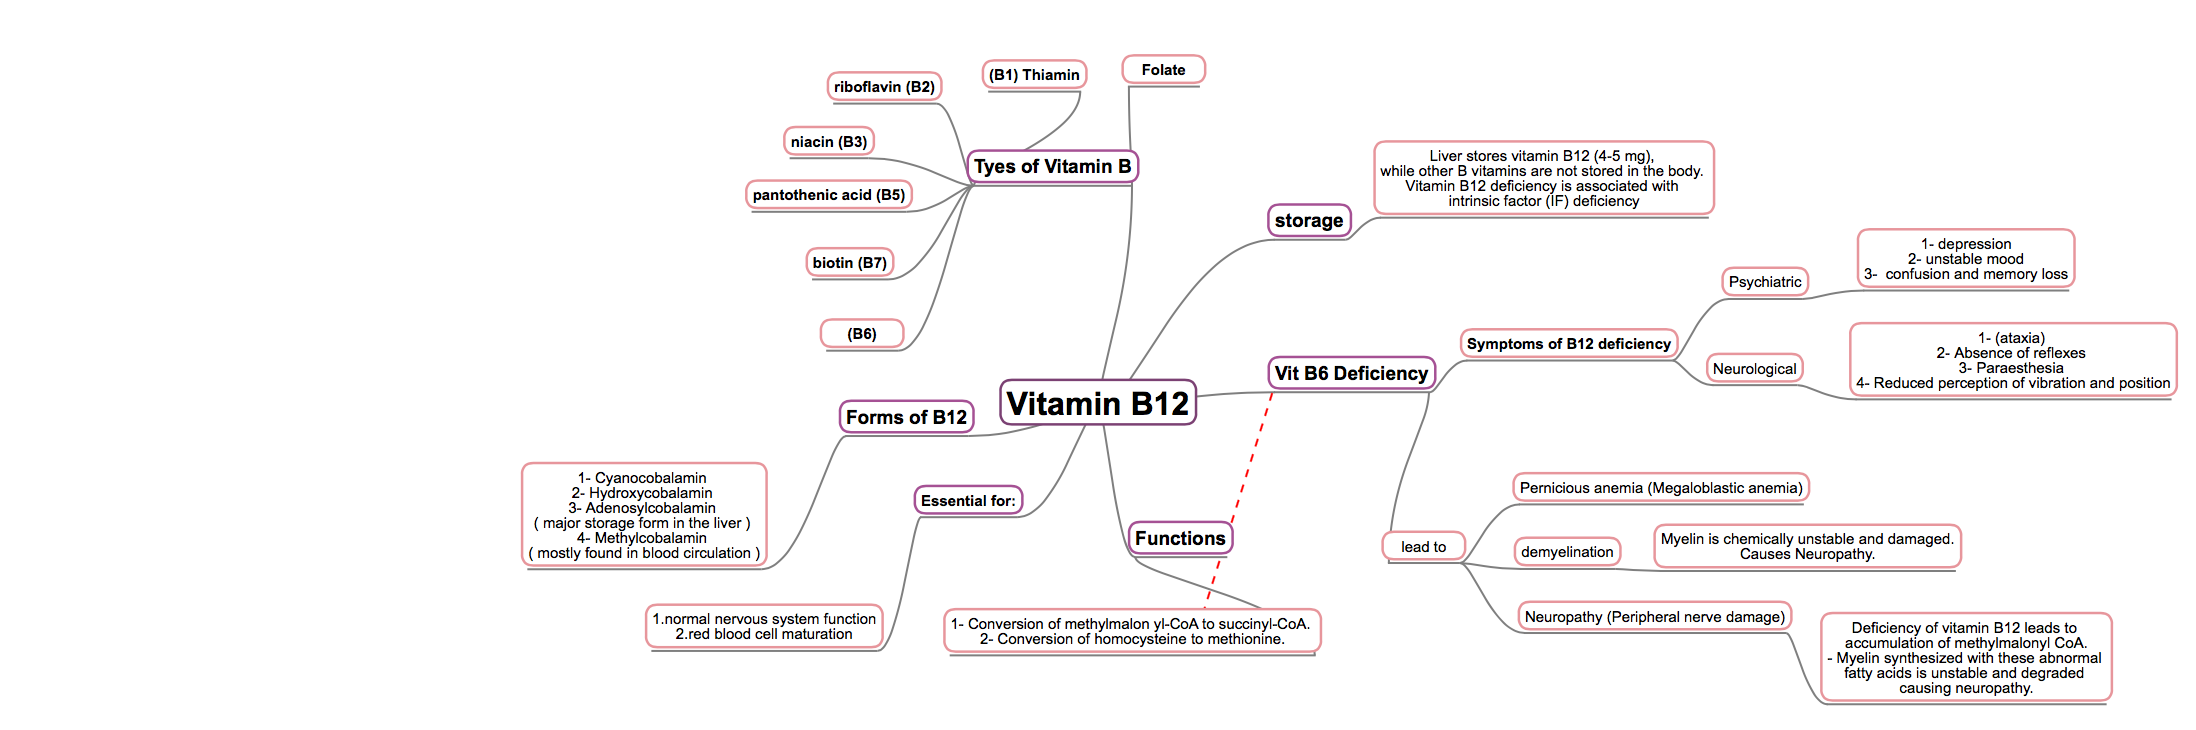 Vitamin B12
Tyes of Vitamin B
(B1) Thiamin
Folate
riboflavin (B2)
niacin (B3)
pantothenic acid (B5)
biotin (B7)
(B6)
storage
Liver stores vitamin B12 (4-5 mg),
while other B vitamins are not stored in the body.
Vitamin B12 deficiency is associated with
intrinsic factor (IF) deficiency
Vit B6 Deficiency
Symptoms of B12 deficiency
Psychiatric
1- depression
2- unstable mood
3- confusion and memory loss
Neurological
1- (ataxia)
2- Absence of reflexes
3- Paraesthesia
4- Reduced perception of vibration and position
lead to
Pernicious anemia (Megaloblastic anemia)
demyelination
Myelin is chemically unstable and damaged.
Causes Neuropathy.
Neuropathy (Peripheral nerve damage)
Deficiency of vitamin B12 leads to
accumulation of methylmalonyl CoA.
- Myelin synthesized with these abnormal
fatty acids is unstable and degraded
causing neuropathy.
Functions
1- Conversion of methylmalon yl-CoA to succinyl-CoA.
2- Conversion of homocysteine to methionine.
Essential for:
1.normal nervous system function
2.red blood cell maturation
Forms of B12
1- Cyanocobalamin
2- Hydroxycobalamin
3- Adenosylcobalamin
( major storage form in the liver )
4- Methylcobalamin
( mostly found in blood circulation )